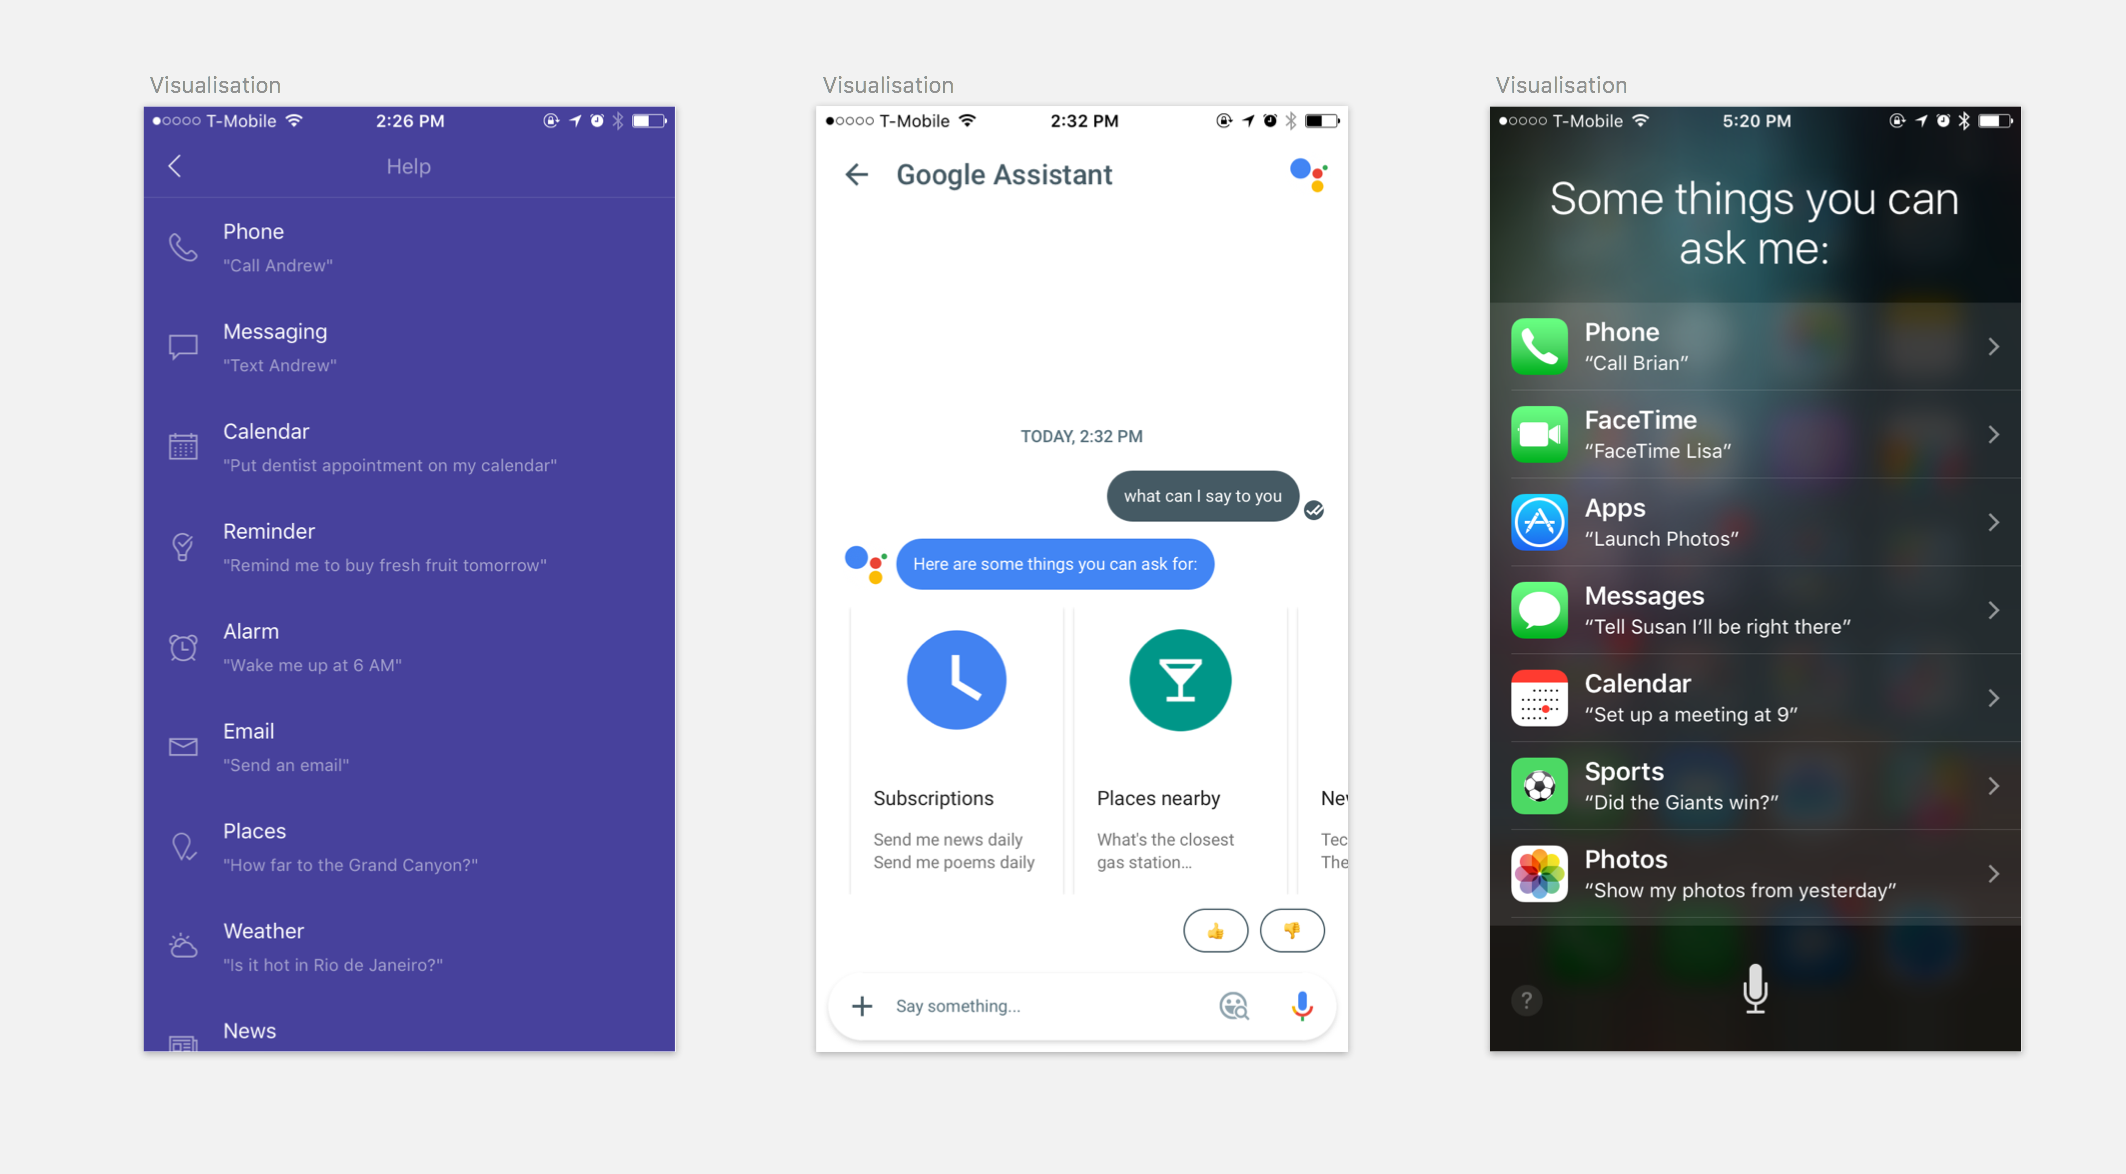 Visualisation
T-Mobile 2:26 PM
Help
Phone
"Call Andrew"
Messaging
"Text Andrew"
Calendar
"Put dentist appointment on my calendar"
Reminder
"Remind me to buy fresh fruit tomorrow"
Alarm
"Wake me up at 6 AM"
Email
"Send an email"
Places
"How far to the Grand Canyon?"
Weather
"Is it hot in Rio de Janeiro?"
News
Visualisation
T-Mobile 2:32 PM
Google Assistant
TODAY, 2:32 PM
what can I say to you
Here are some things you can ask for:
Subscriptions
Send me news daily
Send me poems daily
Places nearby
What's the closest
gas station...
Say something...
Visualisation
T-Mobile 5:20 PM
Some things you can
ask me:
Phone
“Call Brian”
FaceTime
“FaceTime Lisa”
Apps
“Launch Photos”
Messages
“Tell Susan I’ll be right there”
Calendar
“Set up a meeting at 9”
Sports
“Did the Giants win?”
Photos
“Show my photos from yesterday”
?